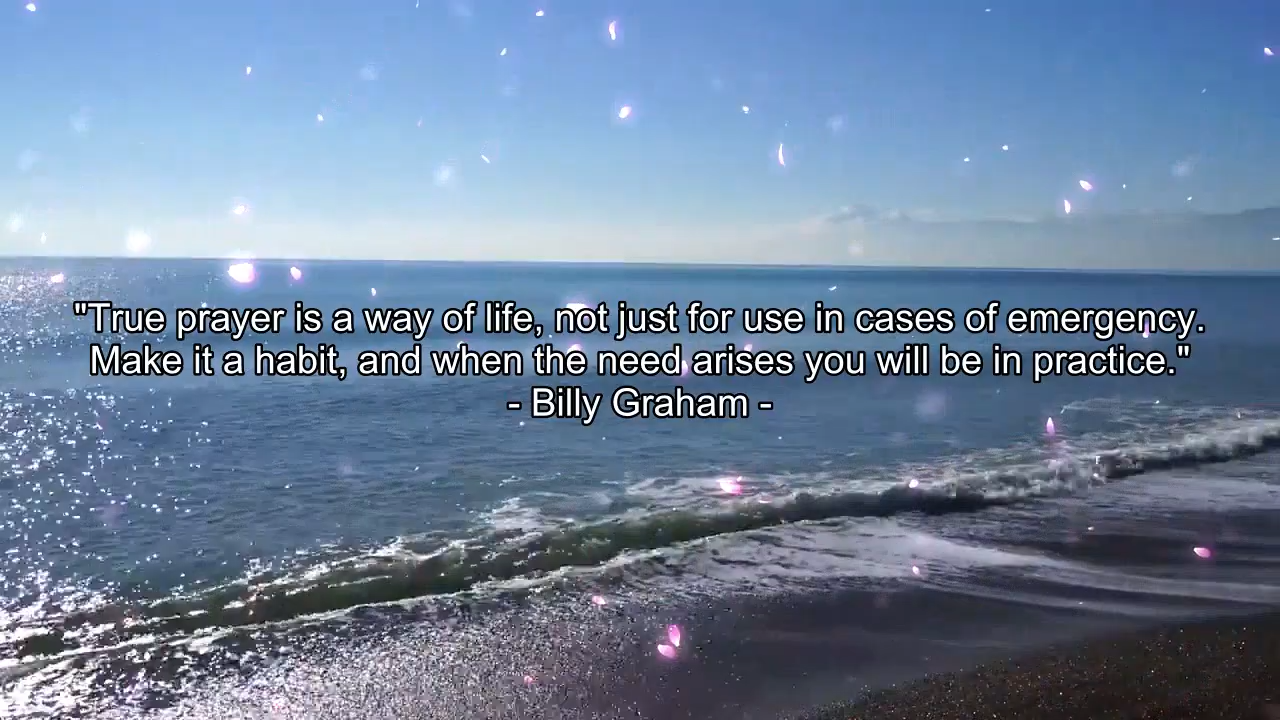 "True prayer is a way of life, not just for use in cases of emergency.
Make it a habit, and when the need arises you will be in practice."
- Billy Graham -